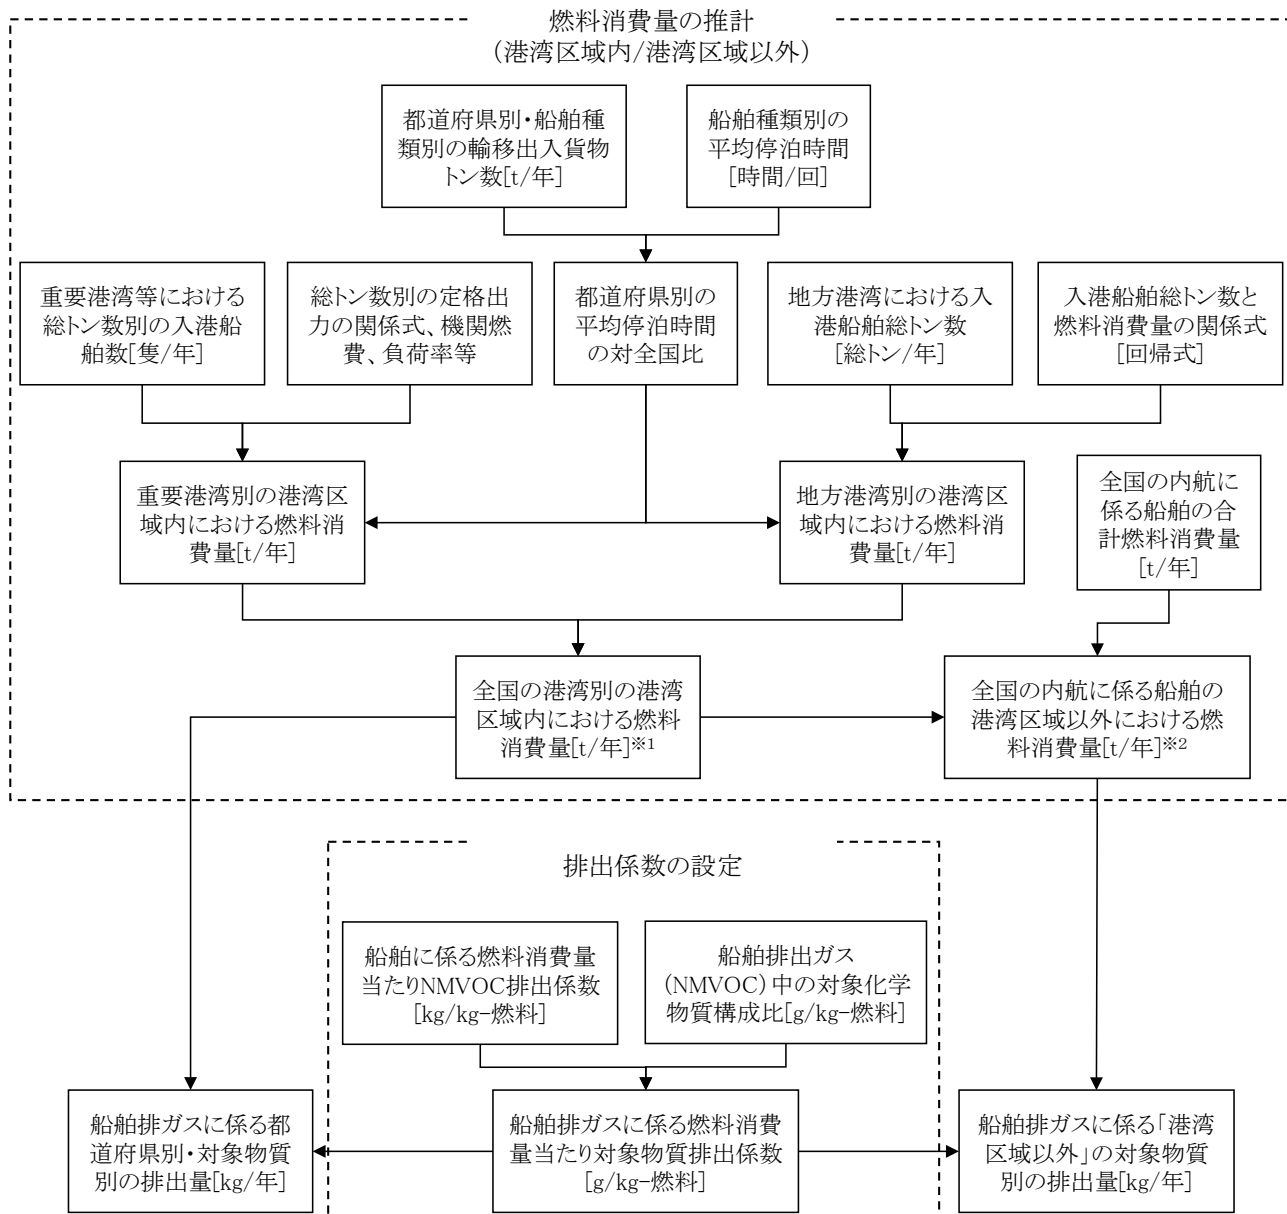 燃料消費量の推計
(港湾区域内/港湾区域以外)
都道府県別・船舶種
類別の輸移出入貨物
トン数[t/年]
船舶種類別の
平均停泊時間
[時間/回]
重要港湾等における
総トン数別の入港船
舶数[隻/年]
総トン数別の定格出
力の関係式、機関燃
費、負荷率等
都道府県別の
平均停泊時間
の対全国比
地方港湾における入
港船舶総トン数
[総トン/年]
入港船舶総トン数と
燃料消費量の関係式
[回帰式]
重要港湾別の港湾区
域内における燃料消
費量[t/年]
地方港湾別の港湾区
域内における燃料消
費量[t/年]
全国の内航に
係る船舶の合
計燃料消費量
[t/年]
全国の港湾別の港湾
区域内における燃料
消費量[t/年]※1
全国の内航に係る船舶の
港湾区域以外における燃
料消費量[t/年]※2
排出係数の設定
船舶に係る燃料消費量
当たりNMVOC排出係数
[kg/kg-燃料]
船舶排出ガス
(NMVOC)中の対象化学
物質構成比[g/kg-燃料]
船舶排ガスに係る都
道府県別・対象物質
別の排出量[kg/年]
船舶排ガスに係る燃料消費
量当たり対象物質排出係数
[g/kg-燃料]
船舶排ガスに係る「港湾
区域以外」の対象物質
別の排出量[kg/年]